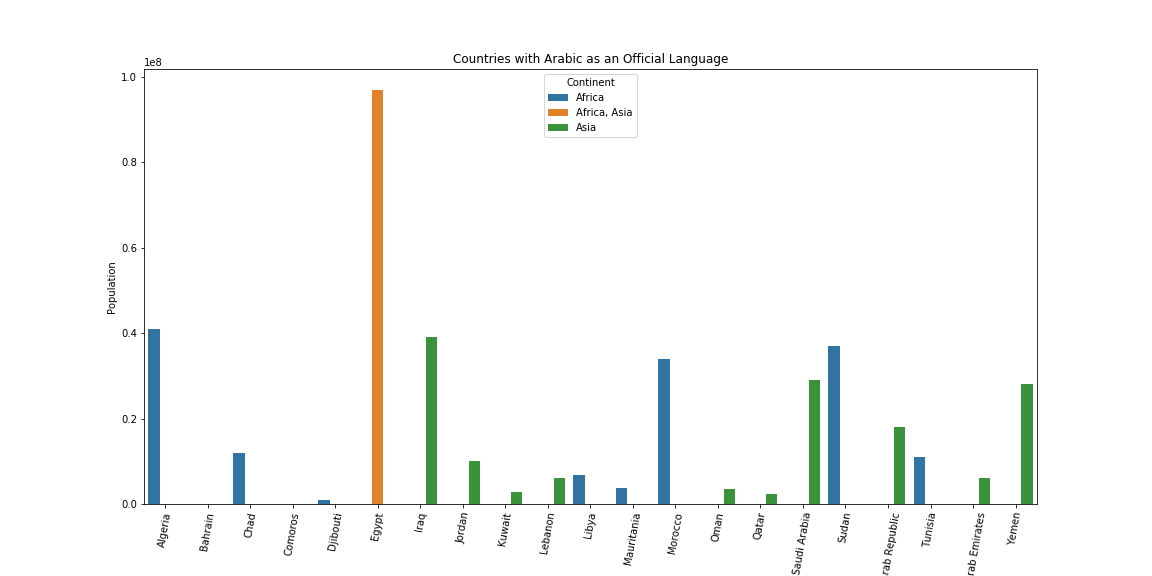 Countries with Arabic as an Official Language
1e8
Continent
Africa
Africa, Asia
Asia
Population
1.0
0.8
0.6
0.4
0.2
0.0
Algeria
Bahrain
Chad
Comoros
Djibouti
Egypt
Iraq
Jordan
Kuwait
Lebanon
Libya
Mauritania
Morocco
Oman
Qatar
Saudi Arabia
Sudan
rab Republic
Tunisia
rab Emirates
Yemen